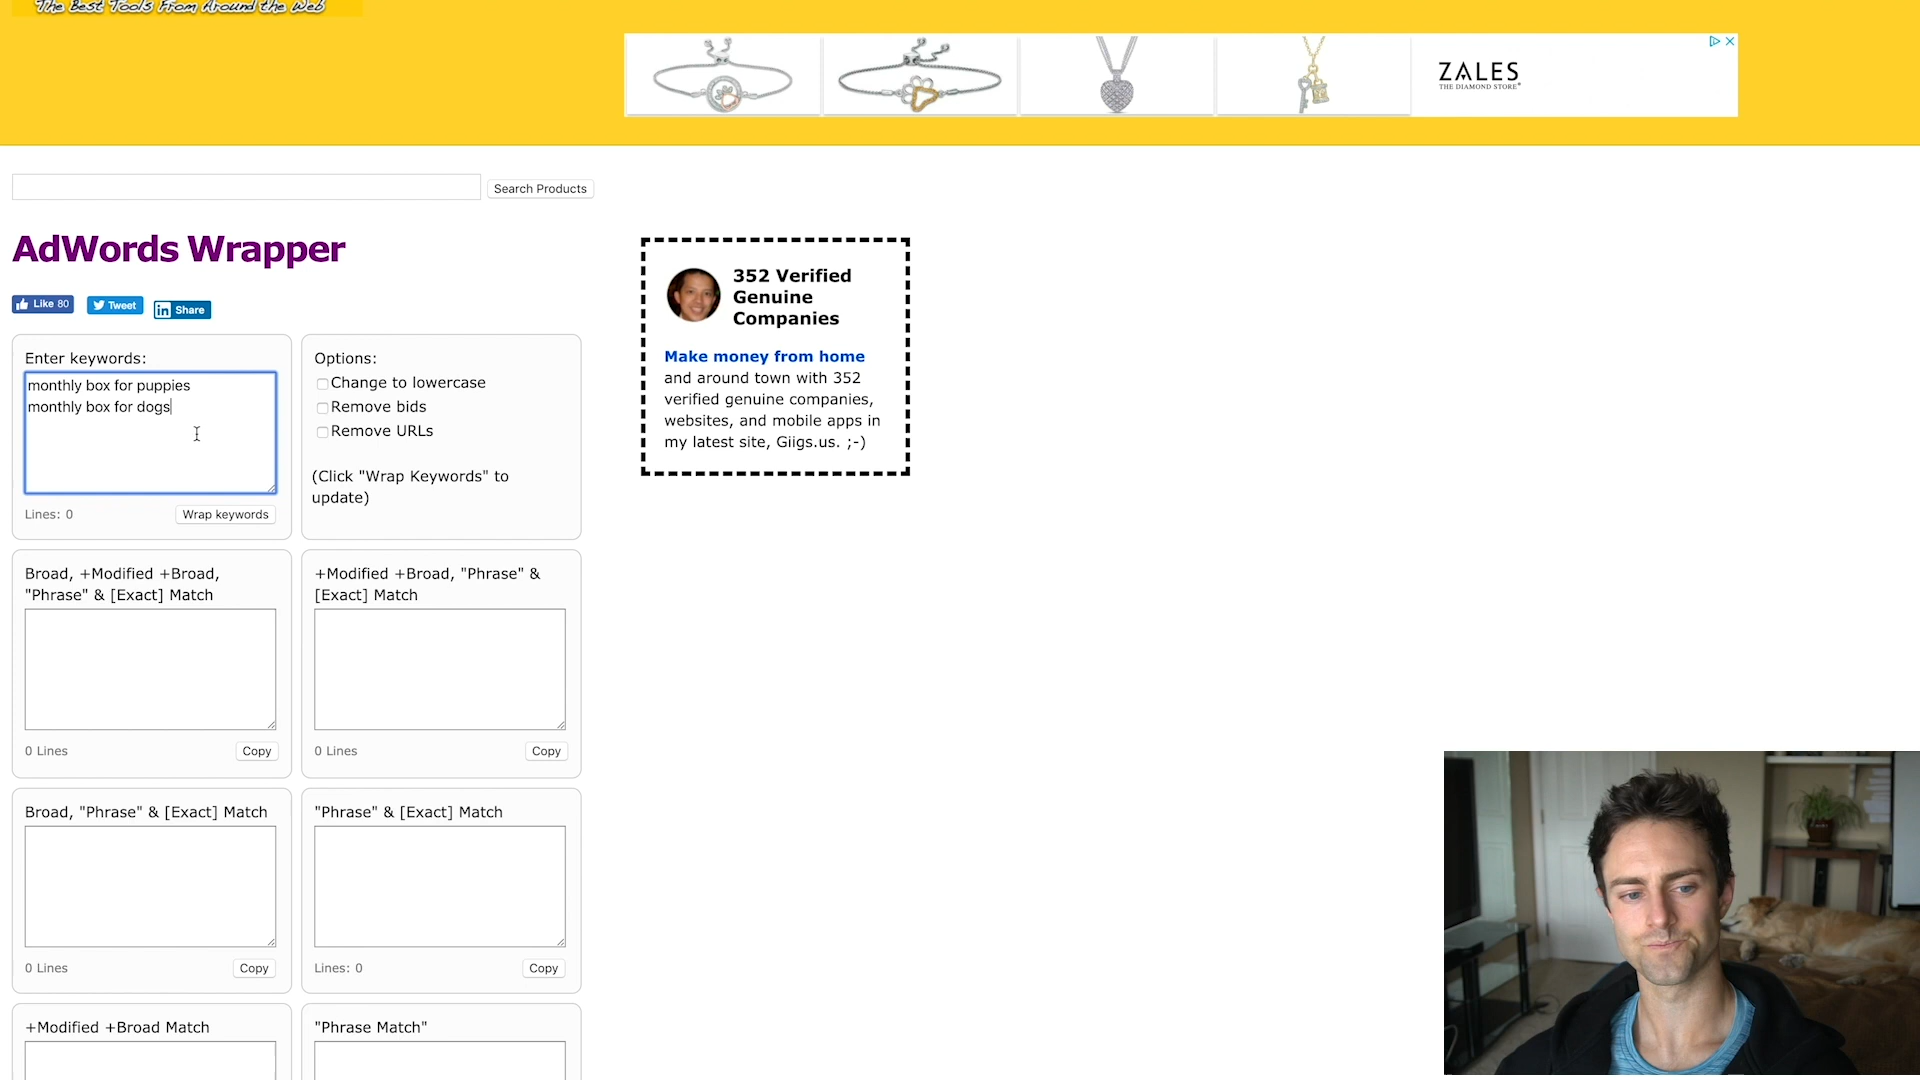 The Best Tools From Around the Web
ZALES
THE DIAMOND STORE®
Search Products
AdWords Wrapper
Like 80
Tweet
in Share
352 Verified
Genuine
Companies
Make money from home
and around town with 352
verified genuine companies,
websites, and mobile apps in
my latest site, Giigs.us. ;-)
Enter keywords:
monthly box for puppies
monthly box for dogs
Lines: 0
Wrap keywords
Options:
Change to lowercase
Remove bids
Remove URLs
(Click "Wrap Keywords" to
update)
Broad, +Modified +Broad,
"Phrase" & [Exact] Match
0 Lines
Copy
+Modified +Broad, "Phrase" &
[Exact] Match
0 Lines
Copy
Broad, "Phrase" & [Exact] Match
0 Lines
Copy
"Phrase" & [Exact] Match
Lines: 0
Copy
+Modified +Broad Match
"Phrase Match"